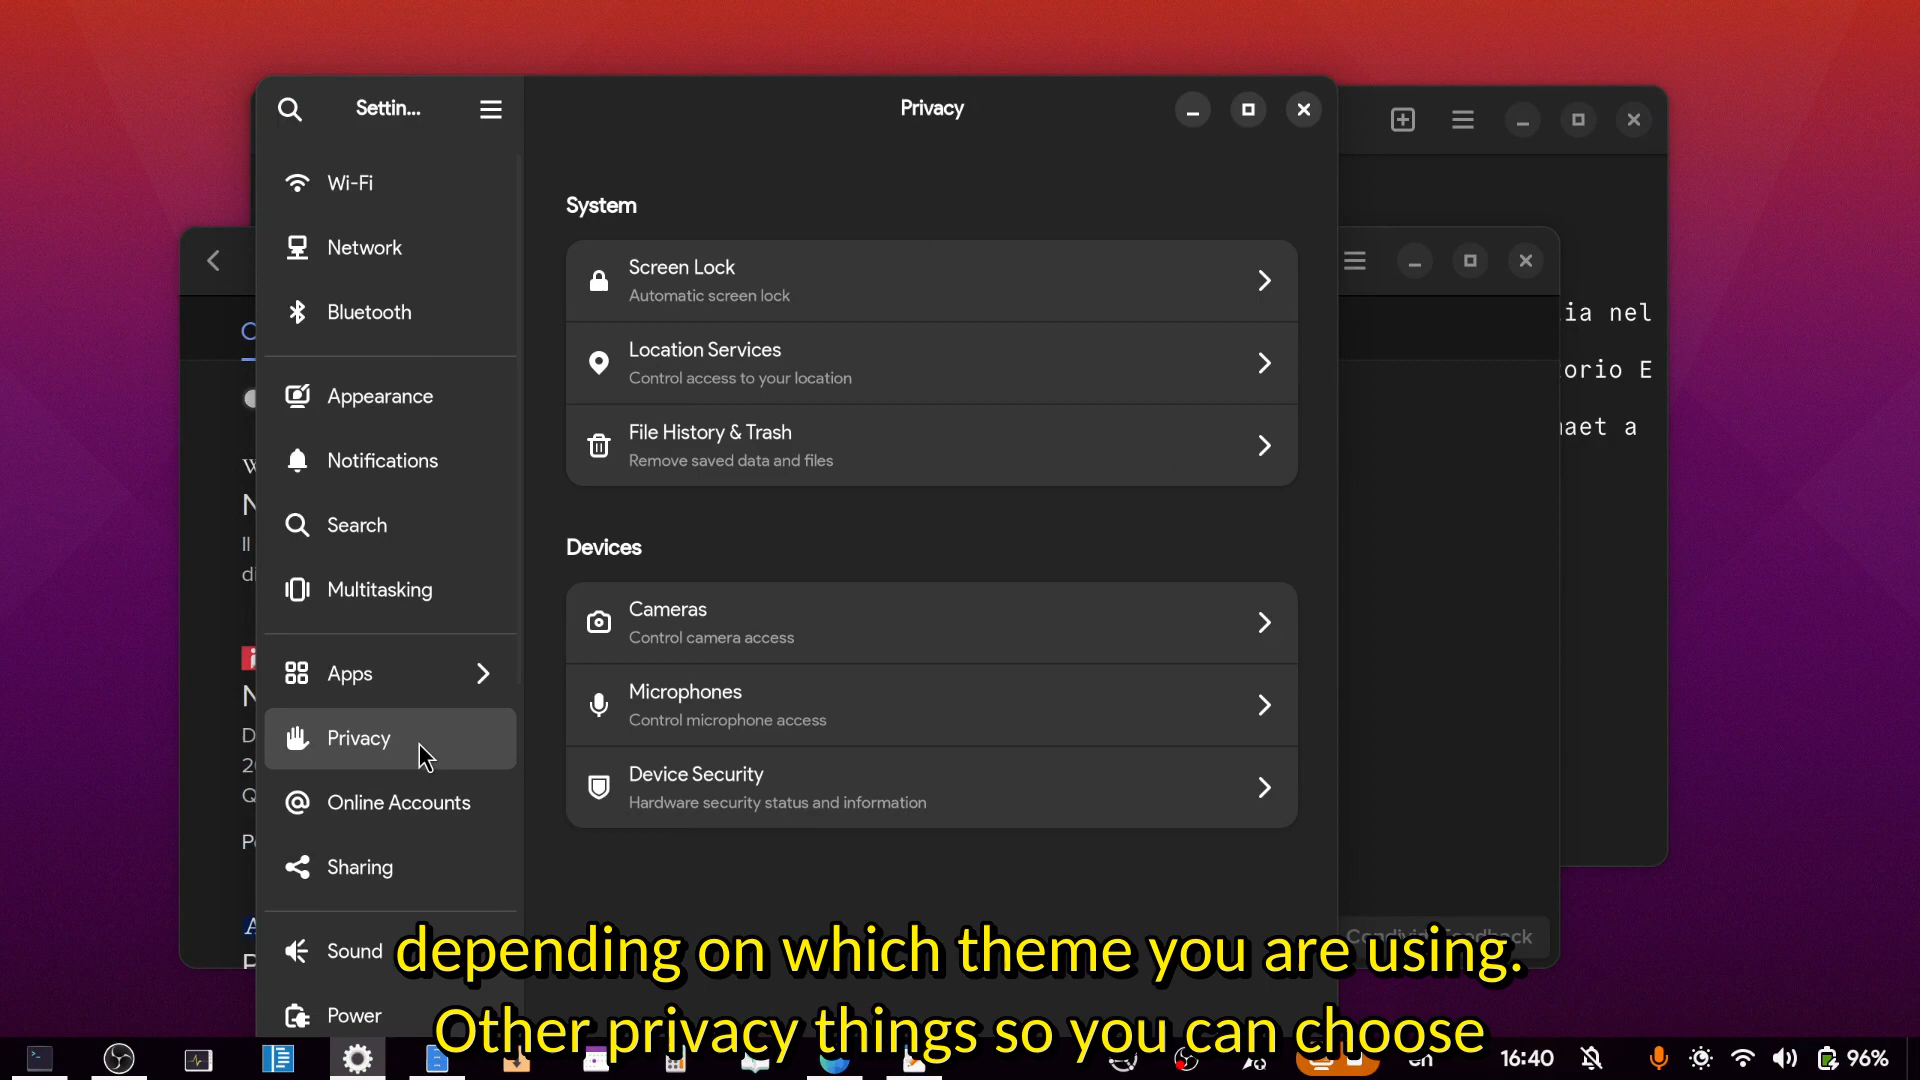 Settin...
Privacy
Wi-Fi
Network
Bluetooth
Appearance
Notifications
Search
Multitasking
Apps
Privacy
Online Accounts
Sharing
Sound
Power
System
Screen Lock
Automatic screen lock
Location Services
Control access to your location
File History & Trash
Remove saved data and files
Devices
Cameras
Control camera access
Microphones
Control microphone access
Device Security
Hardware security status and information
ia nel
orio E
aet a
Il
di
depending on which theme you are using.
Other privacy things so you can choose
en
16:40
96%